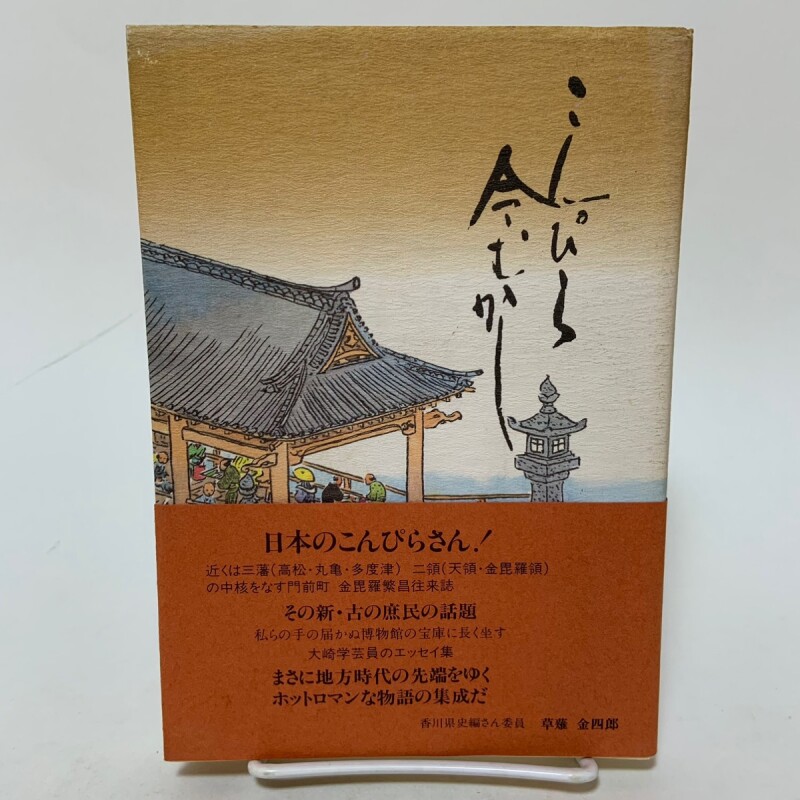 こんぴら
今むかし
日本のこんぴらさん!
近くは三藩(高松・丸亀・多度津) 二領(天領・金毘羅領)
の中核をなす門前町 金毘羅繁昌往来誌
その新・古の庶民の話題
私らの手の届かぬ博物館の宝庫に長く坐す
大崎学芸員のエッセイ集
まさに地方時代の先端をゆく
ホットロマンな物語の集成だ
香川県史編さん委員 草薙 金四郎